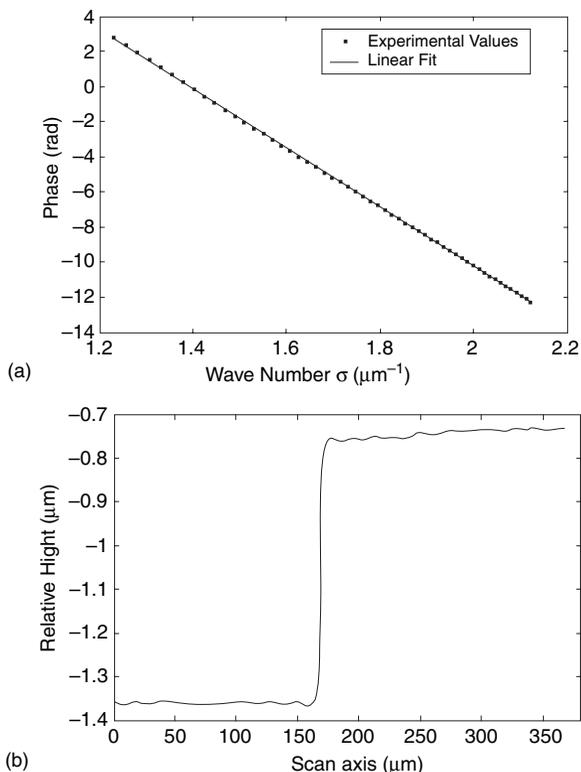 4
2
0
−2
−4
−6
−8
−10
−12
−14
Phase (rad)
Experimental Values
Linear Fit
1.2 1.4 1.6 1.8 2 2.2
Wave Number σ (μm⁻¹)
(a)
−0.7
−0.8
−0.9
−1
−1.1
−1.2
−1.3
−1.4
Relative Hight (μm)
0 50 100 150 200 250 300 350
Scan axis (μm)
(b)